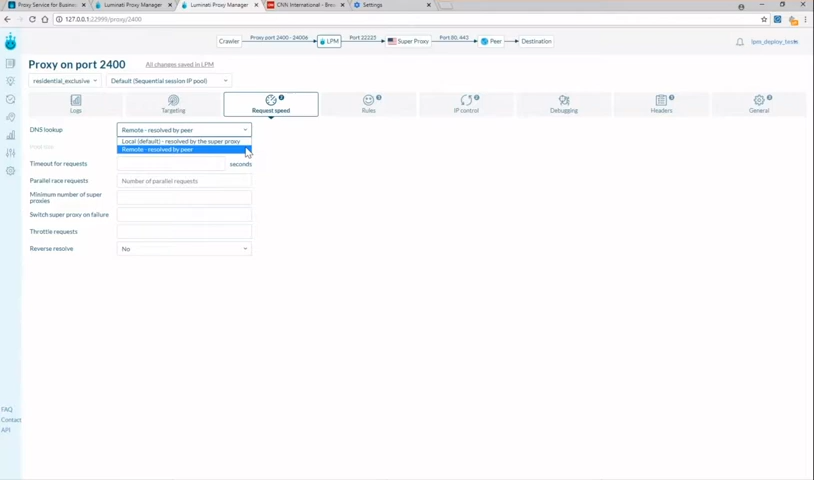 Proxy Service for Busine
Luminati Proxy Manager
Luminati Proxy Manager
CNN International - Brea
Settings
127.0.0.1:22999/proxy/2400
Crawler
Proxy port 2400 - 24006
LPM
Port 22225
Super Proxy
Port 80, 443
Peer
Destination
Proxy on port 2400
All changes saved in LPM
residential_exclusive
Default (Sequential session IP pool)
Logs
Targeting
Request speed
Rules
IP control
Debugging
Headers
General
DNS lookup
Remote - resolved by peer
Local (default) - resolved by the super proxy
Remote - resolved by peer
Timeout for requests
seconds
Parallel race requests
Number of parallel requests
Minimum number of super
proxies
Switch super proxy on failure
Throttle requests
Reverse resolve
No
FAQ
Contact
API